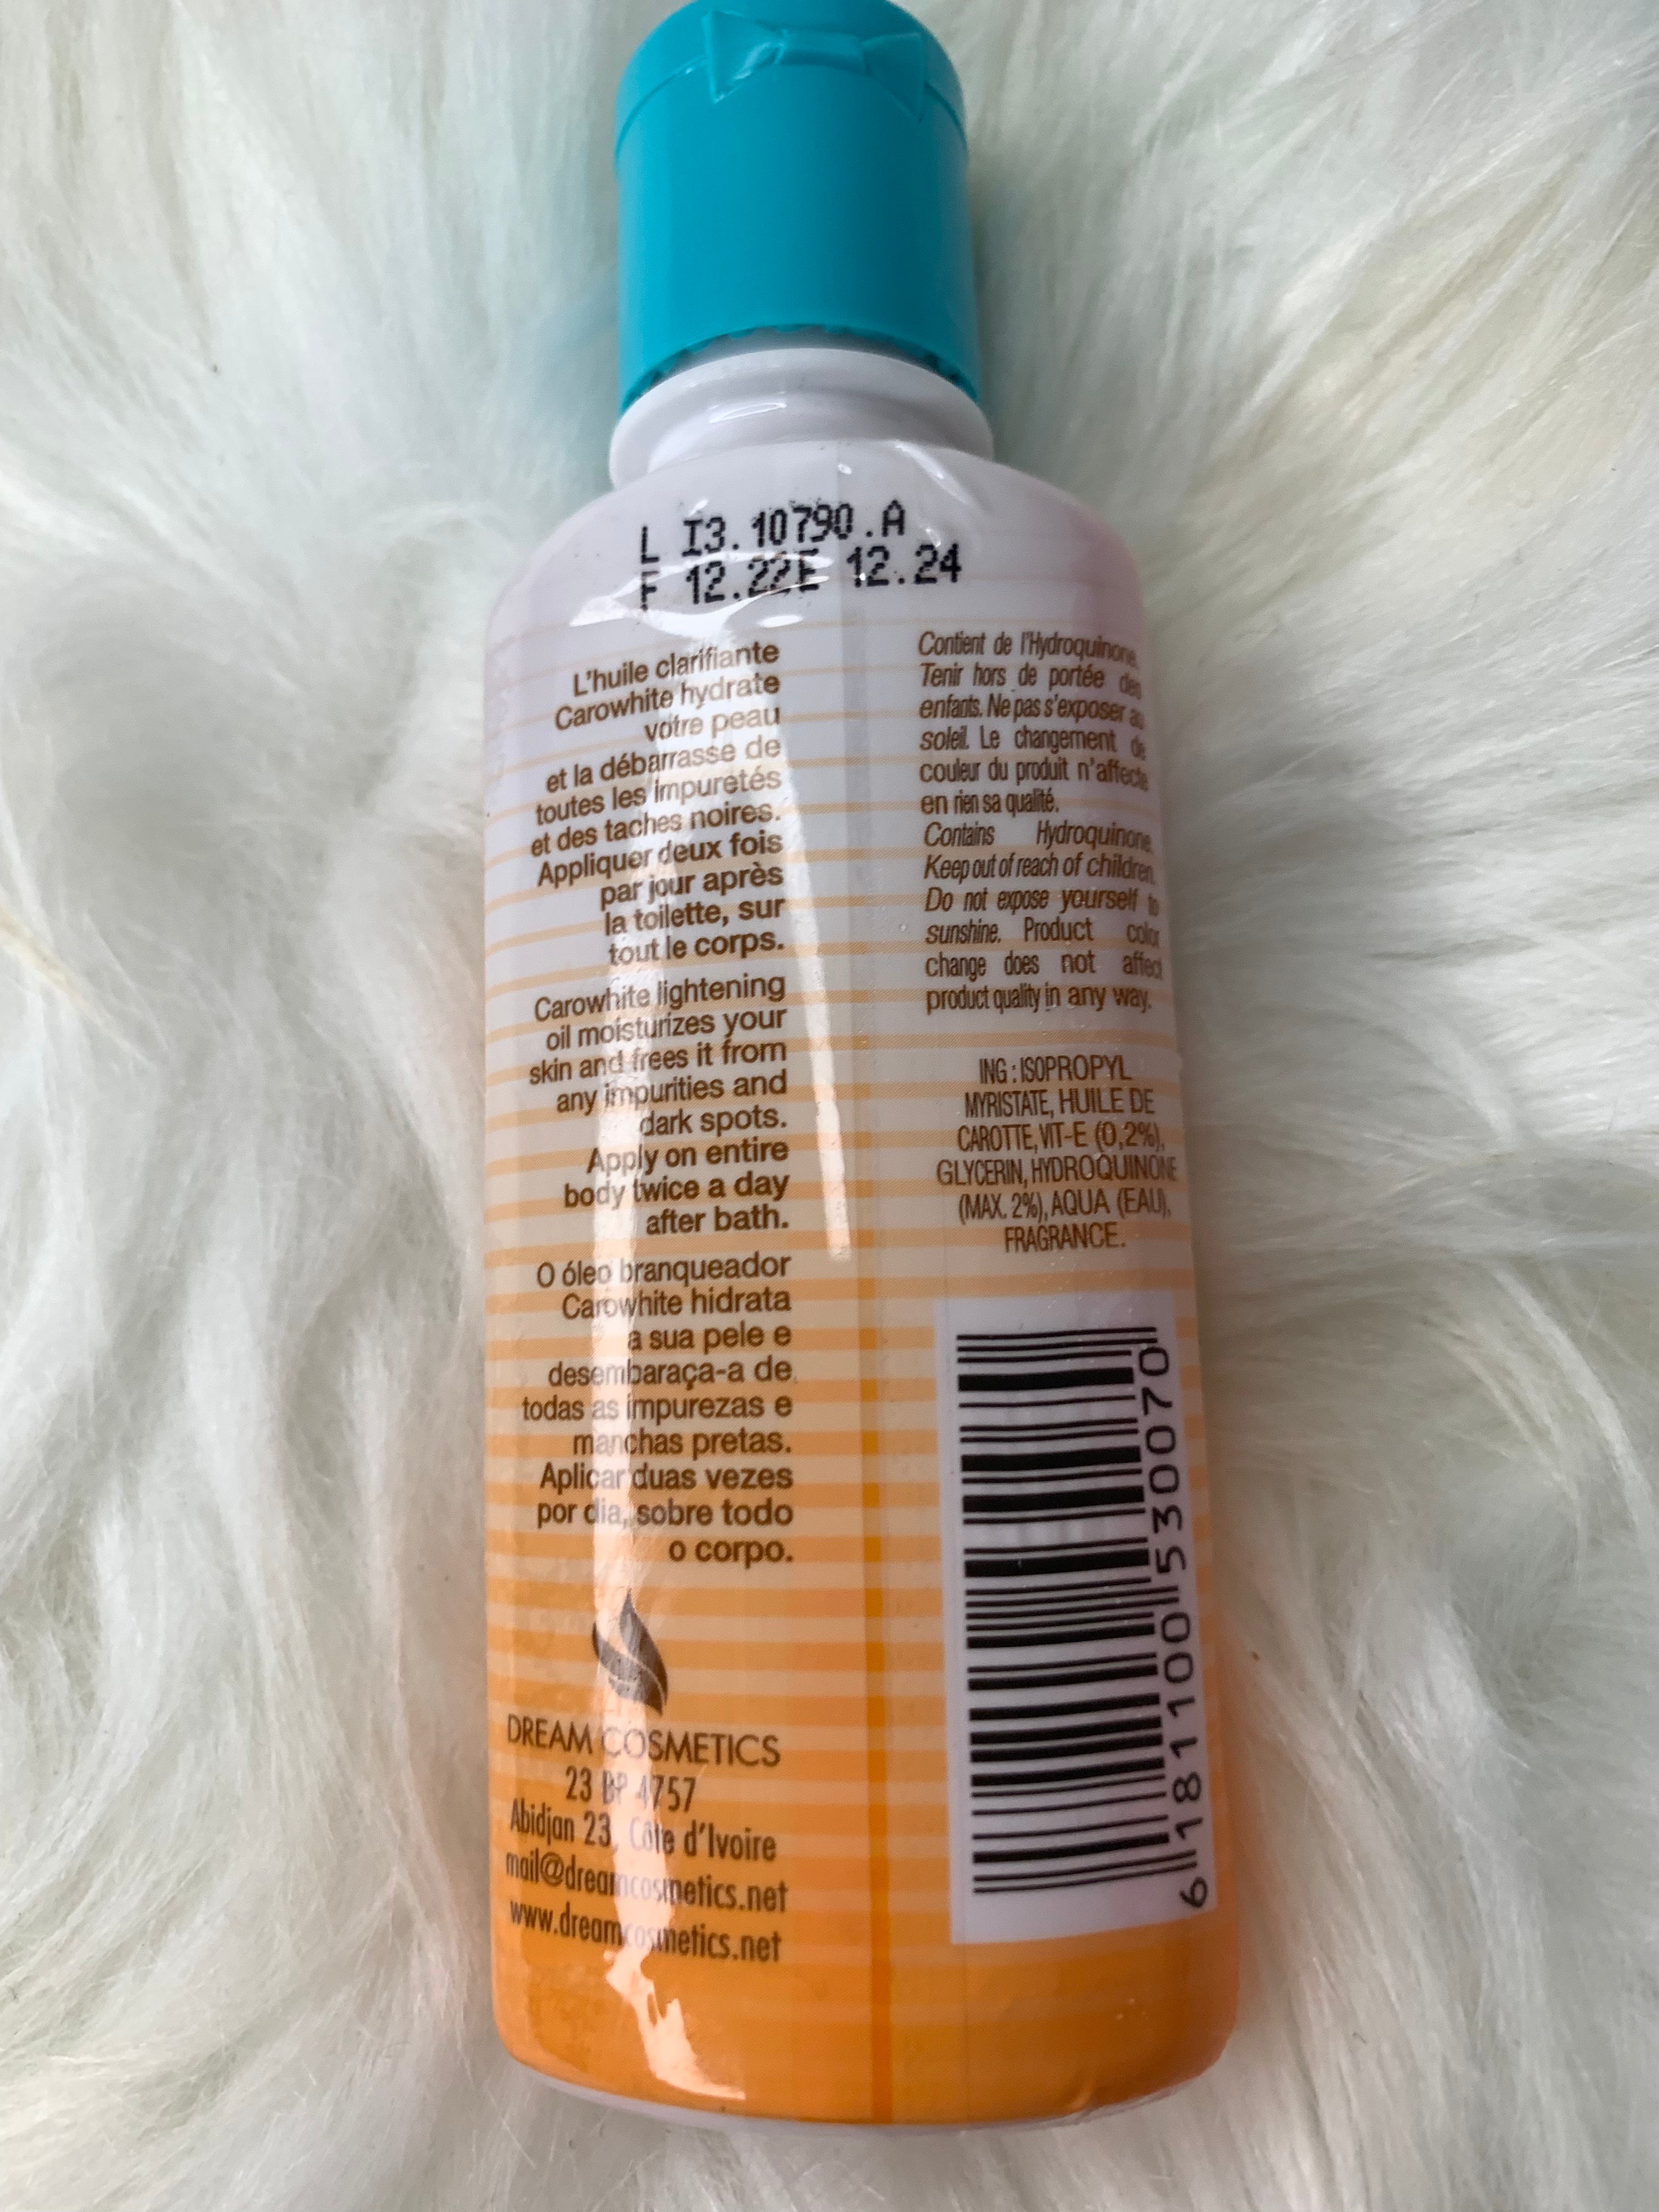 L I3.10790.A
F 12.22E 12.24
L'huile clarifiante
Carowhite hydrate
votre peau
et la débarrasse de
toutes les impuretés
et des taches noires.
Appliquer deux fois
par jour après
la toilette, sur
tout le corps.
Carowhite lightening
oil moisturizes your
skin and frees it from
any impurities and
dark spots.
Apply on entire
body twice a day
after bath.
O óleo branqueador
Carowhite hidrata
a sua pele e
desembaraça-a de
todas as impurezas e
manchas pretas.
Aplicar duas vezes
por dia, sobre todo
o corpo.
DREAM COSMETICS
23 BP 4757
Abidjan 23, Côte d'Ivoire
mail@dreamcosmetics.net
www.dreamcosmetics.net
Contient de l'Hydroquinone.
Tenir hors de portée des
enfants. Ne pas s'exposer au
soleil. Le changement de
couleur du produit n'affecte
en rien sa qualité.
Contains Hydroquinone.
Keep out of reach of children.
Do not expose yourself to
sunshine. Product color
change does not affect
product quality in any way.
ING : ISOPROPYL
MYRISTATE, HUILE DE
CAROTTE, VIT-E (0,2%),
GLYCERIN, HYDROQUINONE
(MAX. 2%), AQUA (EAU),
FRAGRANCE.
6 181100 530070